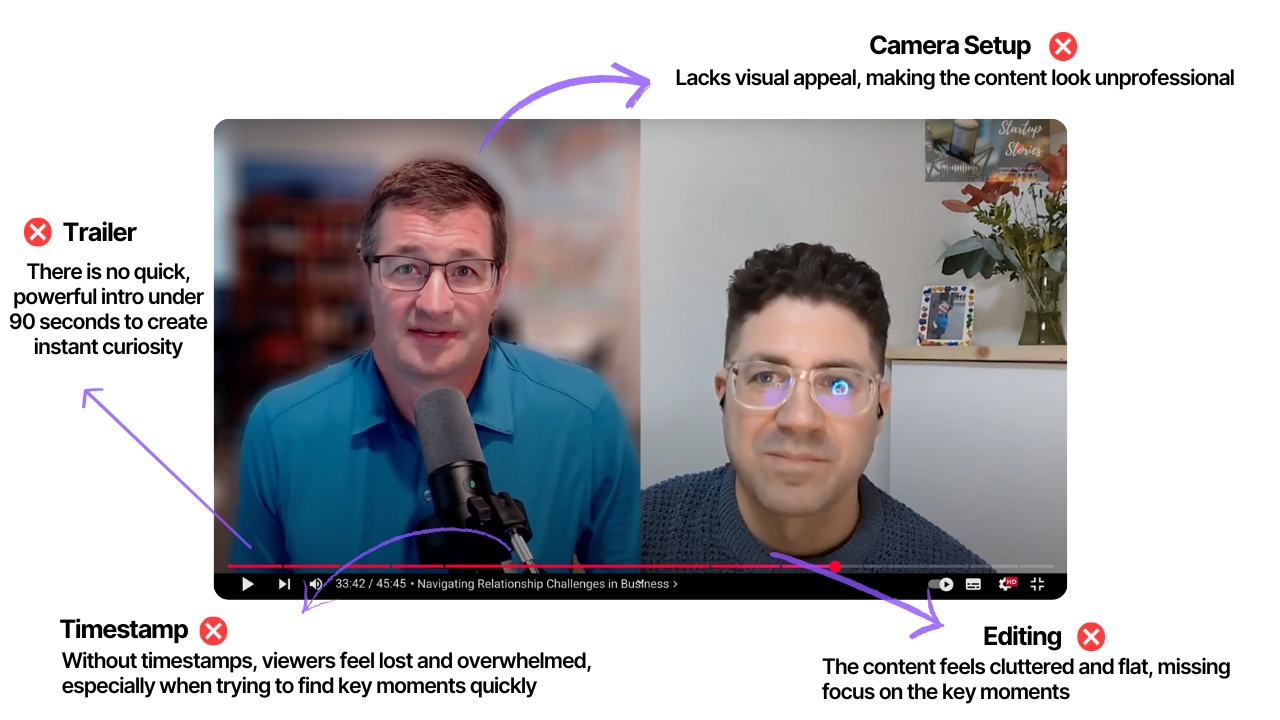 Camera Setup
Lacks visual appeal, making the content look unprofessional
Startup
Stories
Trailer
There is no quick,
powerful intro under
90 seconds to create
instant curiosity
33:42 / 45:45 • Navigating Relationship Challenges in Business >
HD
Timestamp
Without timestamps, viewers feel lost and overwhelmed,
especially when trying to find key moments quickly
Editing
The content feels cluttered and flat, missing
focus on the key moments